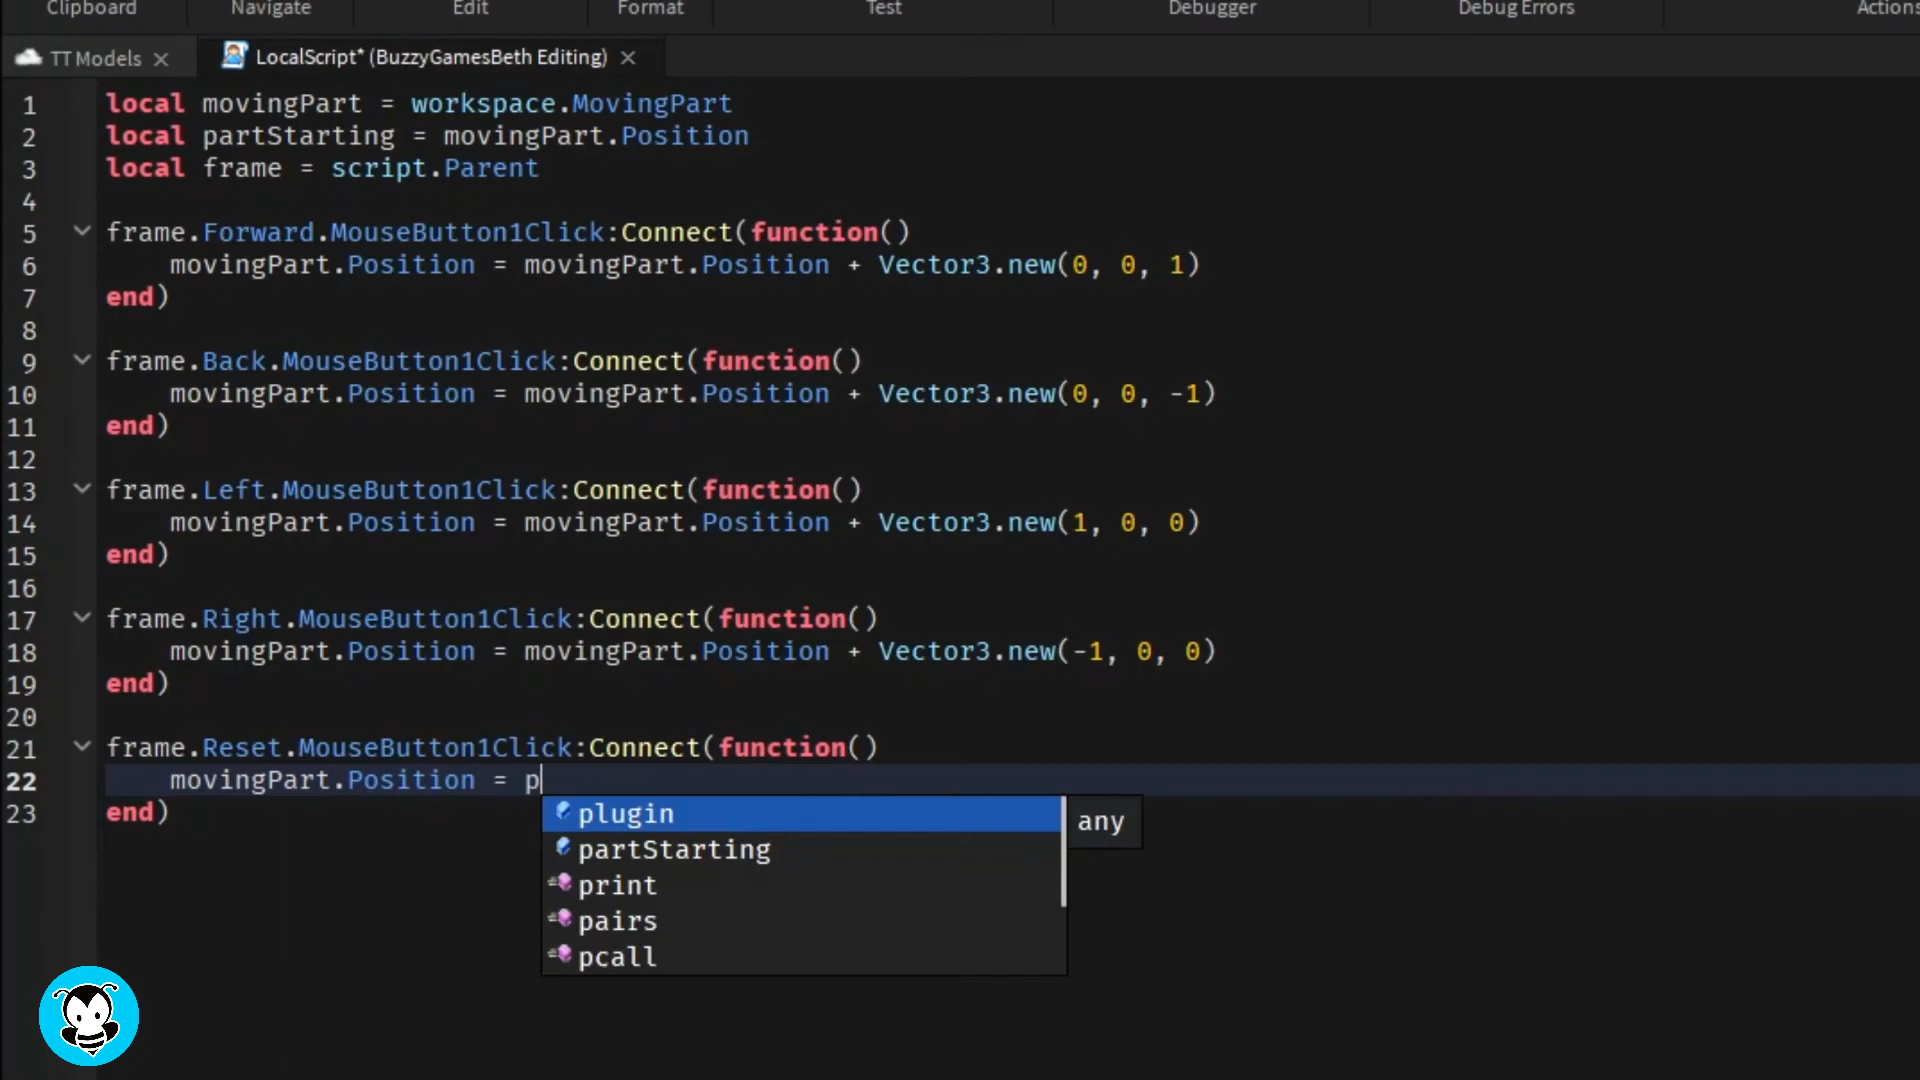 Clipboard Navigate Edit Format Test Debugger Debug Errors Actions
TT Models LocalScript* (BuzzyGamesBeth Editing)
1 local movingPart = workspace.MovingPart
2 local partStarting = movingPart.Position
3 local frame = script.Parent
4
5 frame.Forward.MouseButton1Click:Connect(function()
6 movingPart.Position = movingPart.Position + Vector3.new(0, 0, 1)
7 end)
8
9 frame.Back.MouseButton1Click:Connect(function()
10 movingPart.Position = movingPart.Position + Vector3.new(0, 0, -1)
11 end)
12
13 frame.Left.MouseButton1Click:Connect(function()
14 movingPart.Position = movingPart.Position + Vector3.new(1, 0, 0)
15 end)
16
17 frame.Right.MouseButton1Click:Connect(function()
18 movingPart.Position = movingPart.Position + Vector3.new(-1, 0, 0)
19 end)
20
21 frame.Reset.MouseButton1Click:Connect(function()
22 movingPart.Position = p
23 end)
plugin any
partStarting
print
pairs
pcall